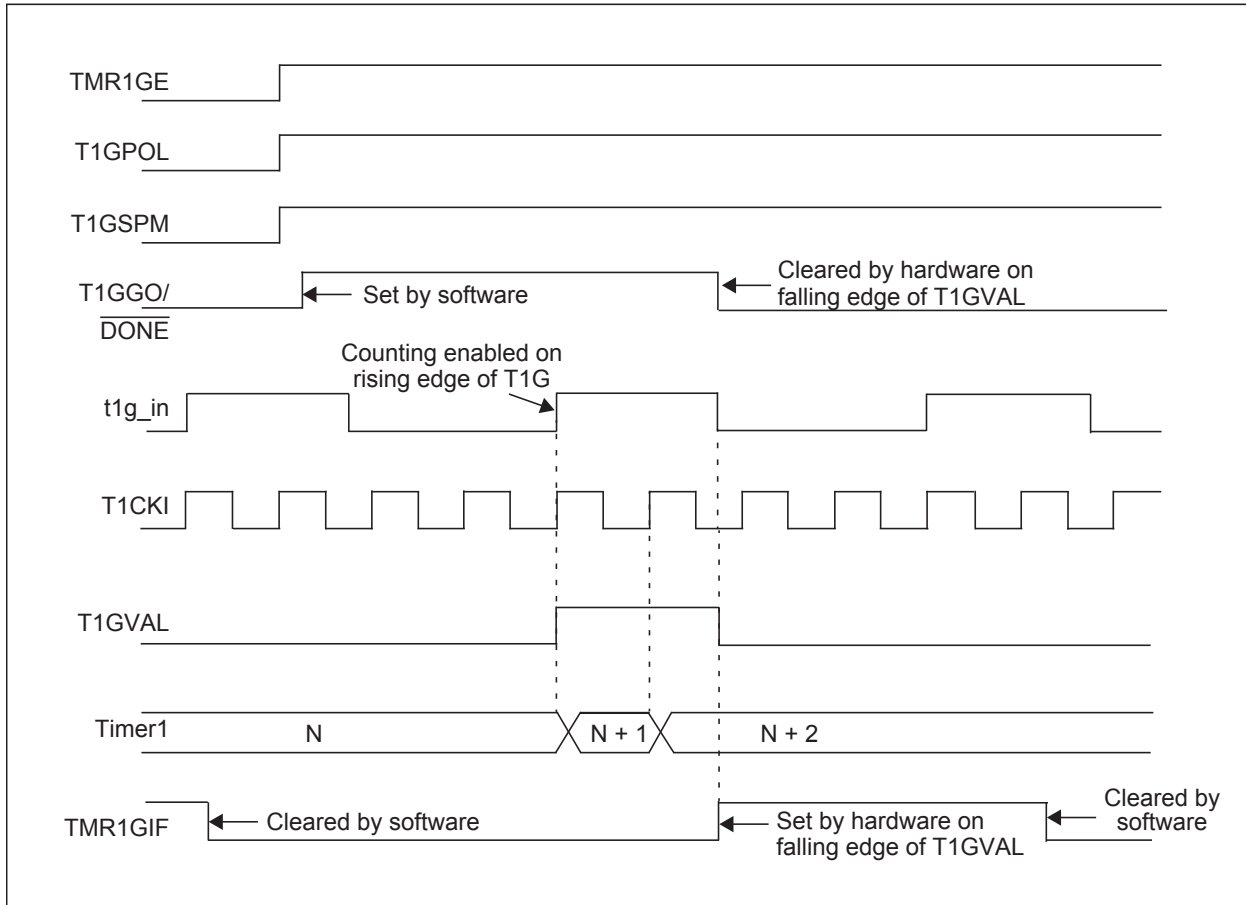 TMR1GE
T1GPOL
T1GSPM
T1GGO/
DONE
Set by software
Cleared by hardware on
falling edge of T1GVAL
Counting enabled on
rising edge of T1G
t1g_in
T1CKI
T1GVAL
Timer1
N
N + 1
N + 2
TMR1GIF
Cleared by software
Set by hardware on
falling edge of T1GVAL
Cleared by
software